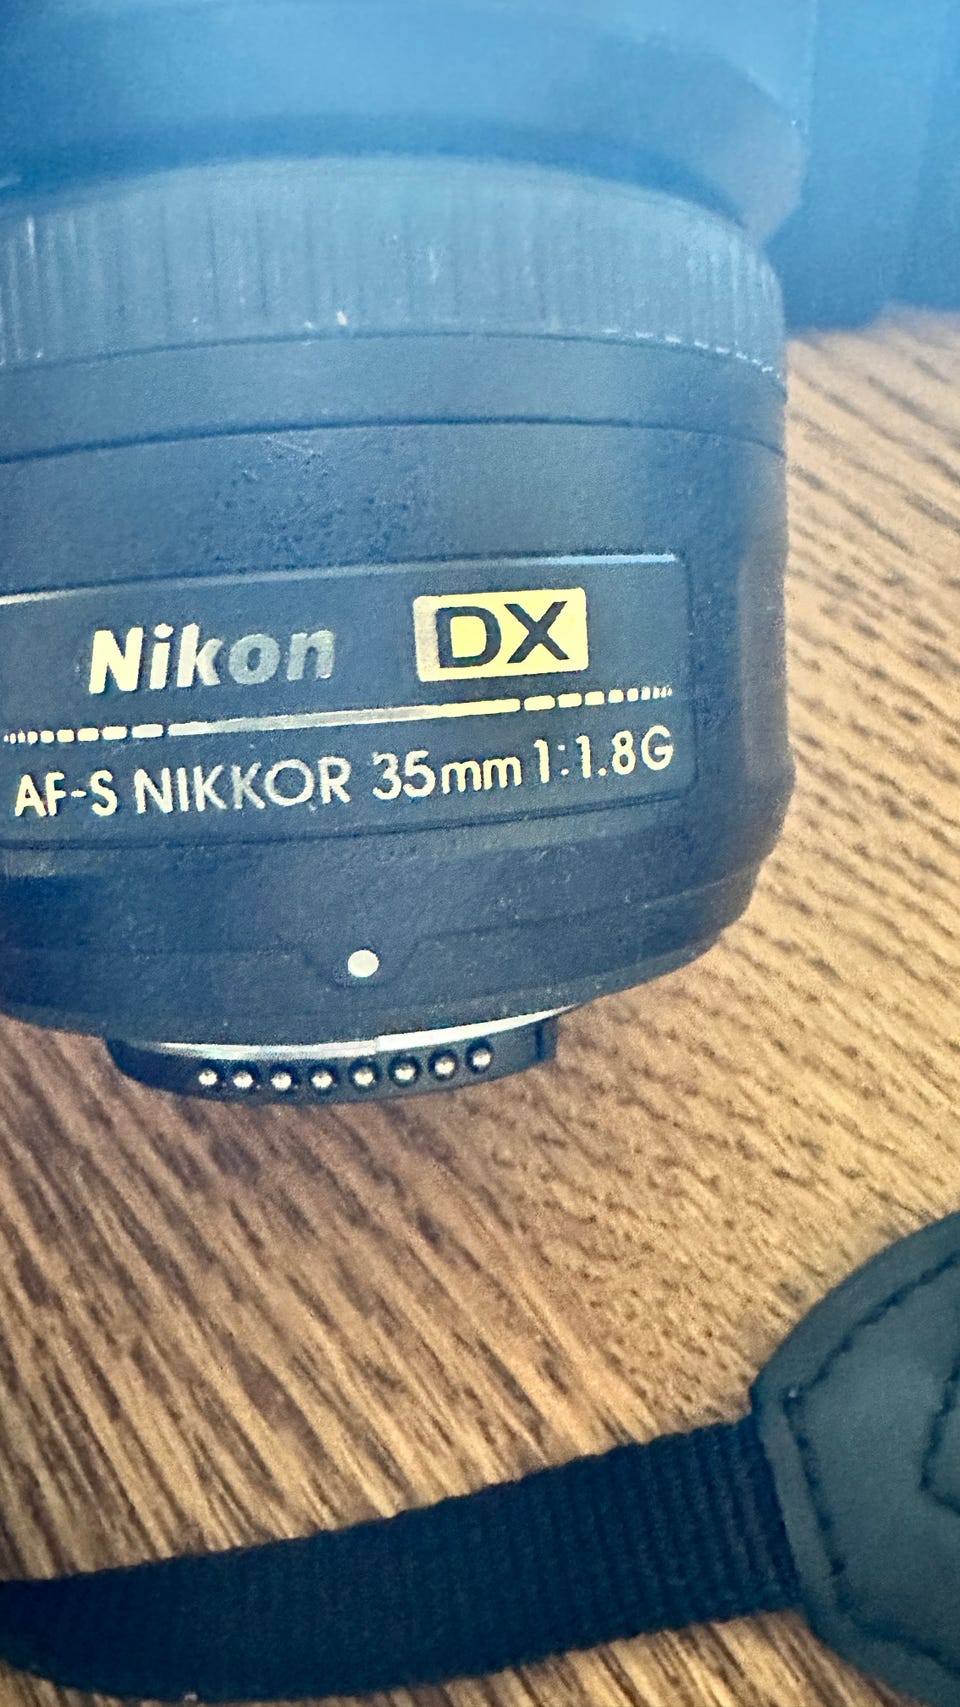 Nikon DX
AF-S NIKKOR 35mm 1:1.8G